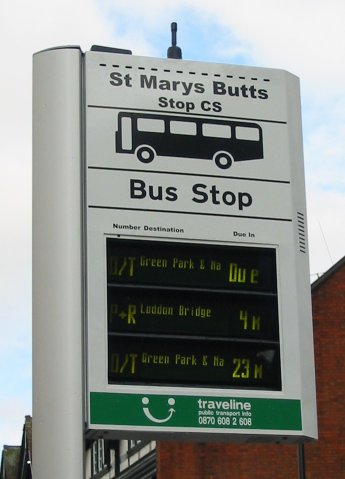 St Marys Butts
Stop CS
Bus Stop
Number Destination Due In
/T Green Park & Ma Due
+R Loddon Bridge 4 M
/T Green Park & Ma 23 M
traveline
public transport info
0870 608 2 608